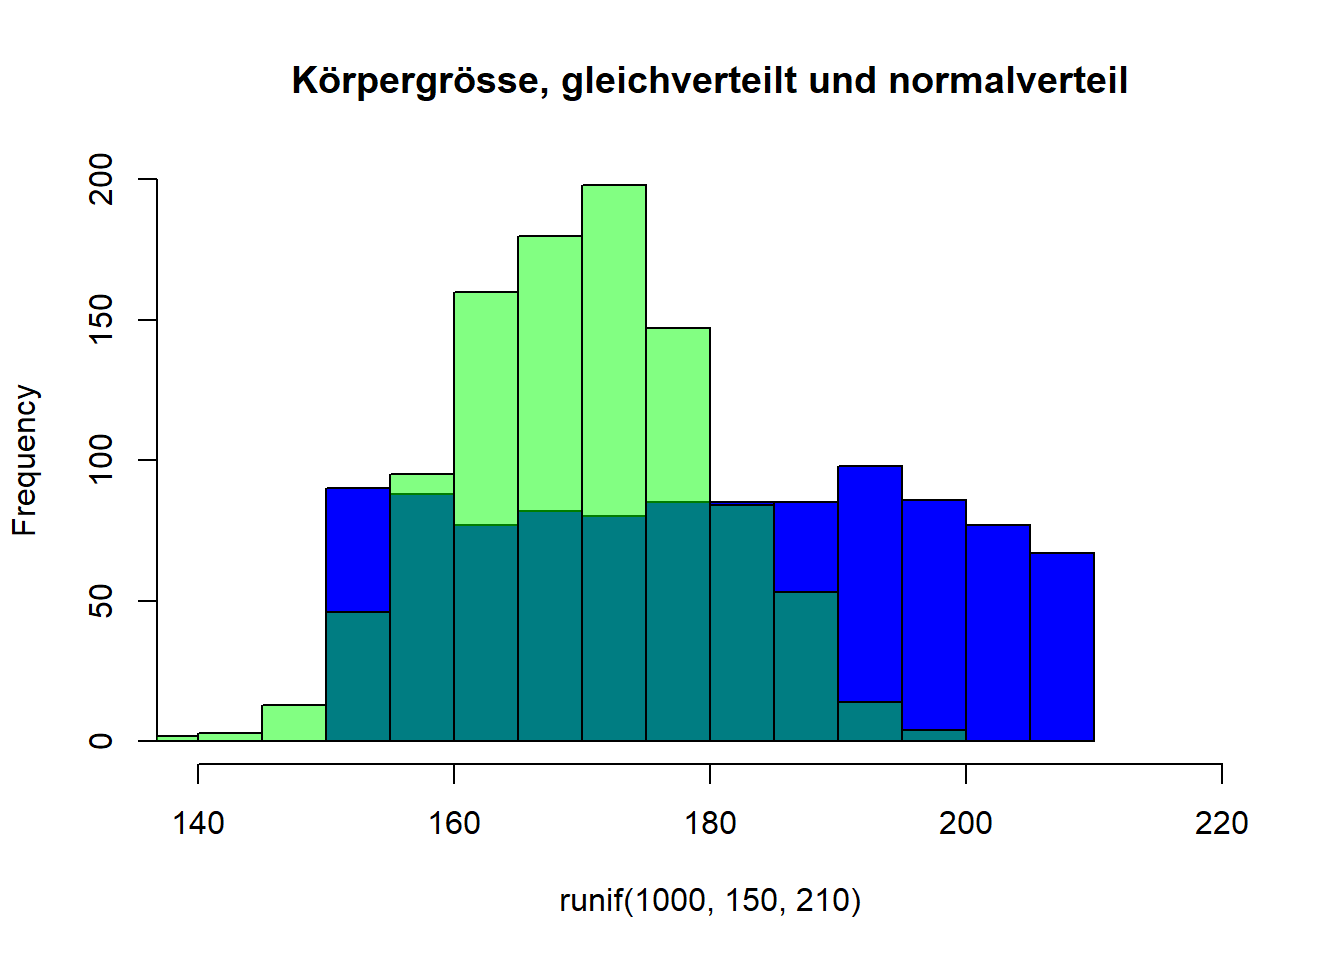 Körpergrösse, gleichverteilt und normalverteil
200
150
100
50
0
Frequency
140 160 180 200 220
runif(1000, 150, 210)